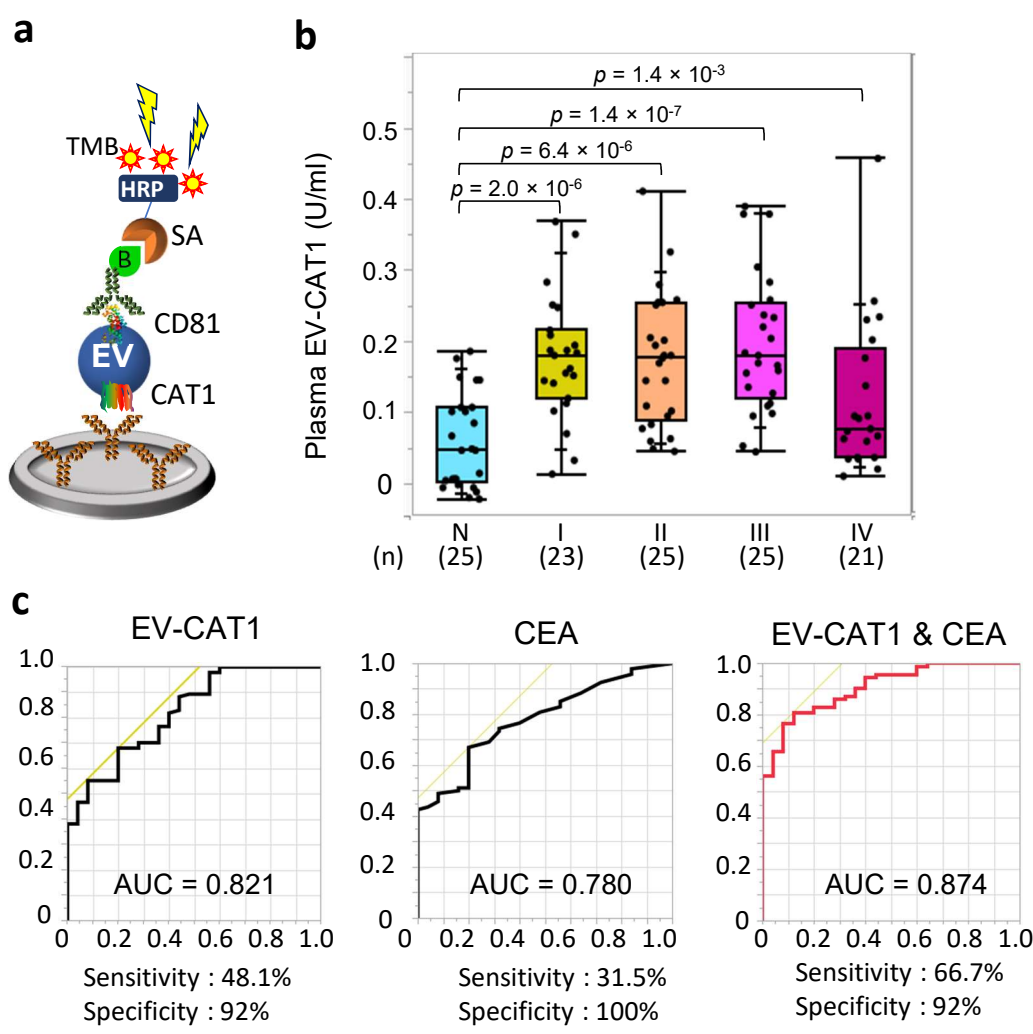 a
TMB
HRP
SA
B
CD81
EV
CAT1
b
Plasma EV-CAT1 (U/ml)
p = 1.4 × 10-3
p = 1.4 × 10-7
p = 6.4 × 10-6
p = 2.0 × 10-6
0.5
0.4
0.3
0.2
0.1
0
N I II III IV
(n) (25) (23) (25) (25) (21)
c
EV-CAT1
1.0
0.8
0.6
0.4
0.2
0
AUC = 0.821
0 0.2 0.4 0.6 0.8 1.0
Sensitivity : 48.1%
Specificity: 92%
CEA
1.0
0.8
0.6
0.4
0.2
0
AUC = 0.780
0 0.2 0.4 0.6 0.8 1.0
Sensitivity : 31.5%
Specificity: 100%
EV-CAT1 & CEA
1.0
0.8
0.6
0.4
0.2
0
AUC = 0.874
0 0.2 0.4 0.6 0.8 1.0
Sensitivity : 66.7%
Specificity: 92%